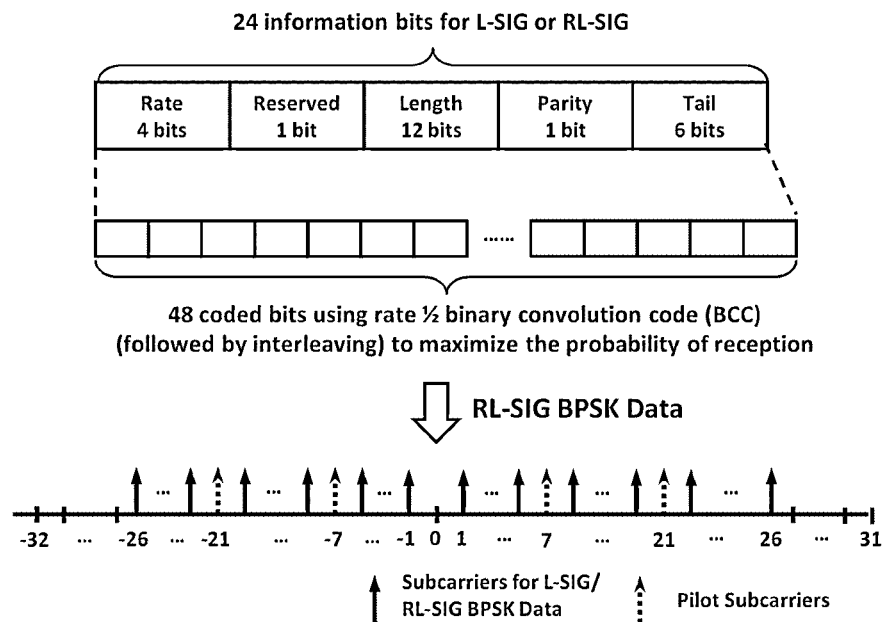 24 information bits for L-SIG or RL-SIG
Rate Reserved Length Parity Tail
4 bits 1 bit 12 bits 1 bit 6 bits
......
48 coded bits using rate ½ binary convolution code (BCC)
(followed by interleaving) to maximize the probability of reception
RL-SIG BPSK Data
... ... ... ... ... ... ...
-32 ... -26 -21 ... -7 ... -1 0 1 ... 7 ... 21 ... 26 ... 31
Subcarriers for L-SIG/ Pilot Subcarriers
RL-SIG BPSK Data